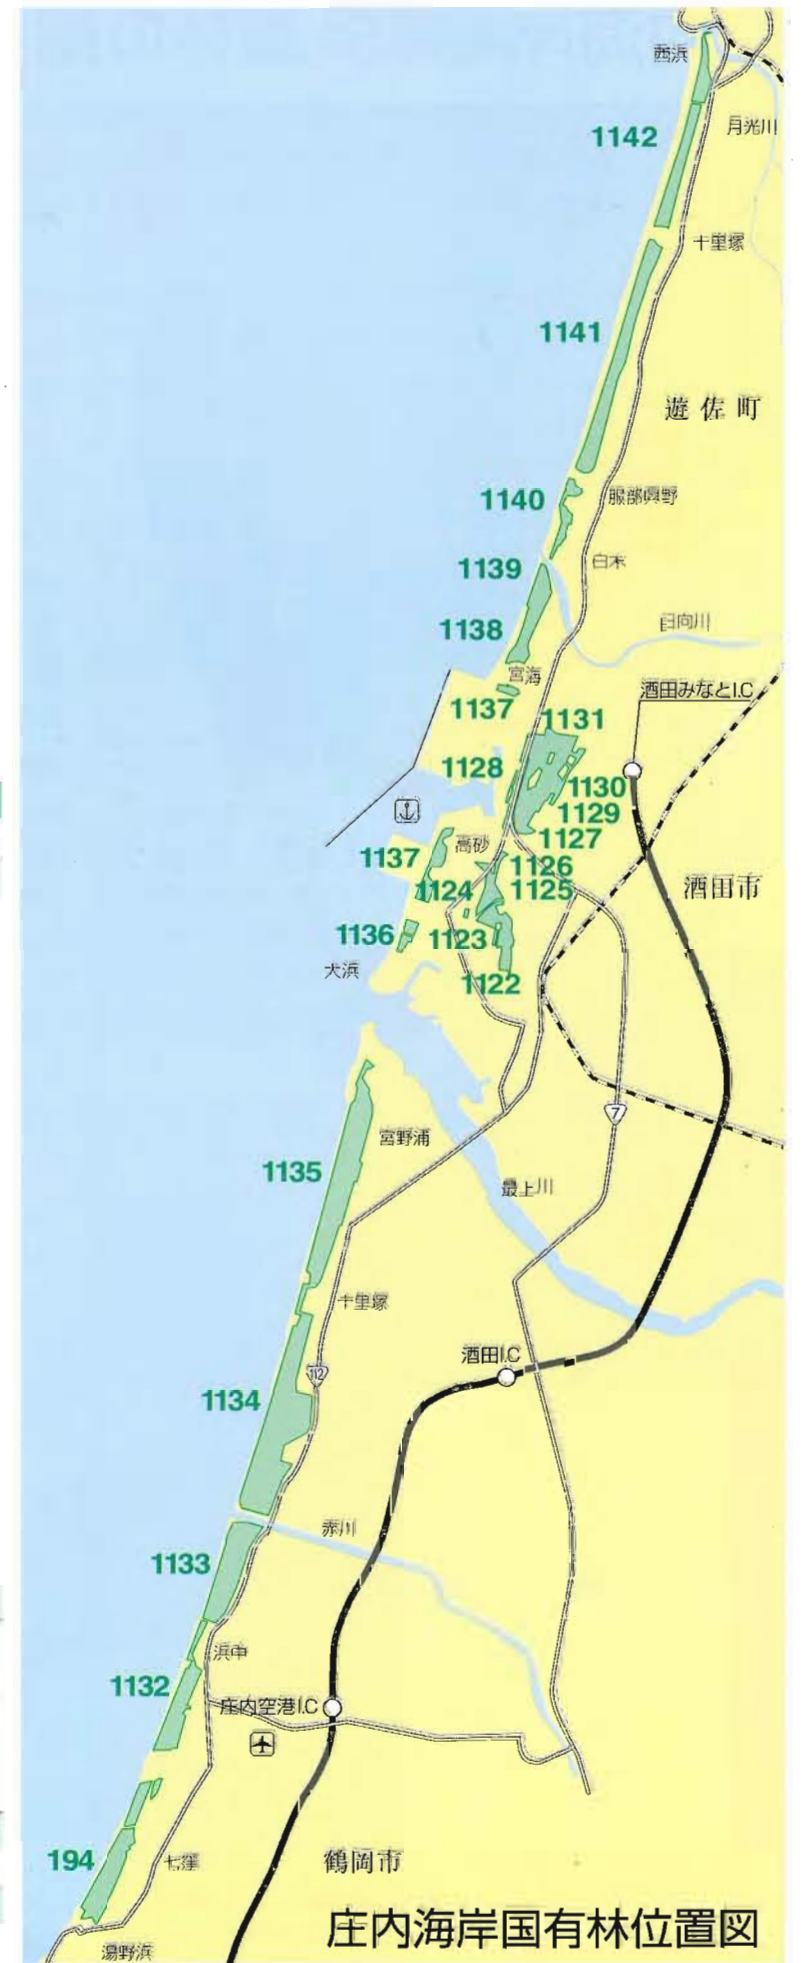 西浜
月光川
1142
十里塚
1141
遊佐町
1140
服部興野
1139
白木
日向川
1138
宮海
酒田みなとI.C
1137
1131
1128
1130
1129
1127
高砂
1137
1126
1124
1125
酒田市
1136
1123
犬浜
1122
7
宮野浦
1135
最上川
十里塚
酒田I.C
112
1134
赤川
1133
浜中
1132
庄内空港I.C
194
七窪
鶴岡市
庄内海岸国有林位置図
湯野浜